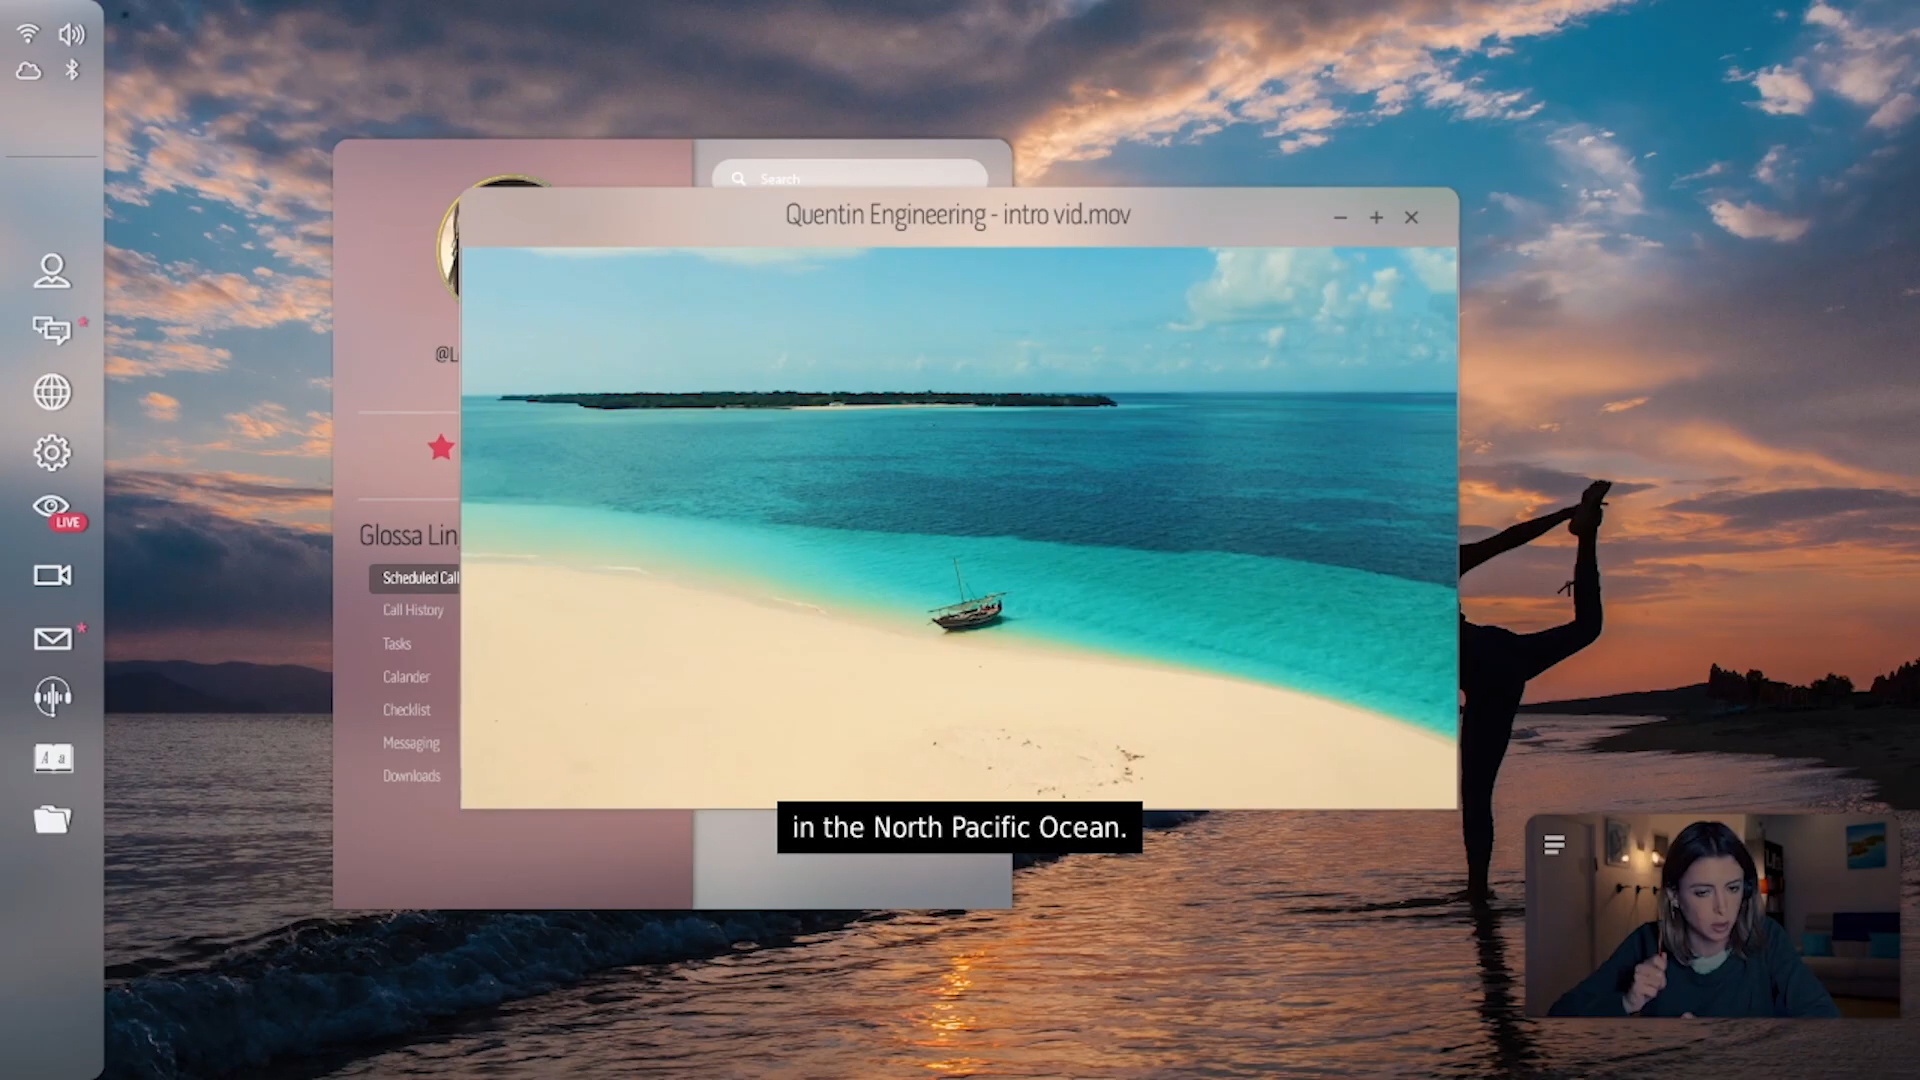 Search
Quentin Engineering - intro vid.mov
@L
LIVE
Glossa Lin
Scheduled Call
Call History
Tasks
Calander
Checklist
Messaging
Downloads
A a
in the North Pacific Ocean.